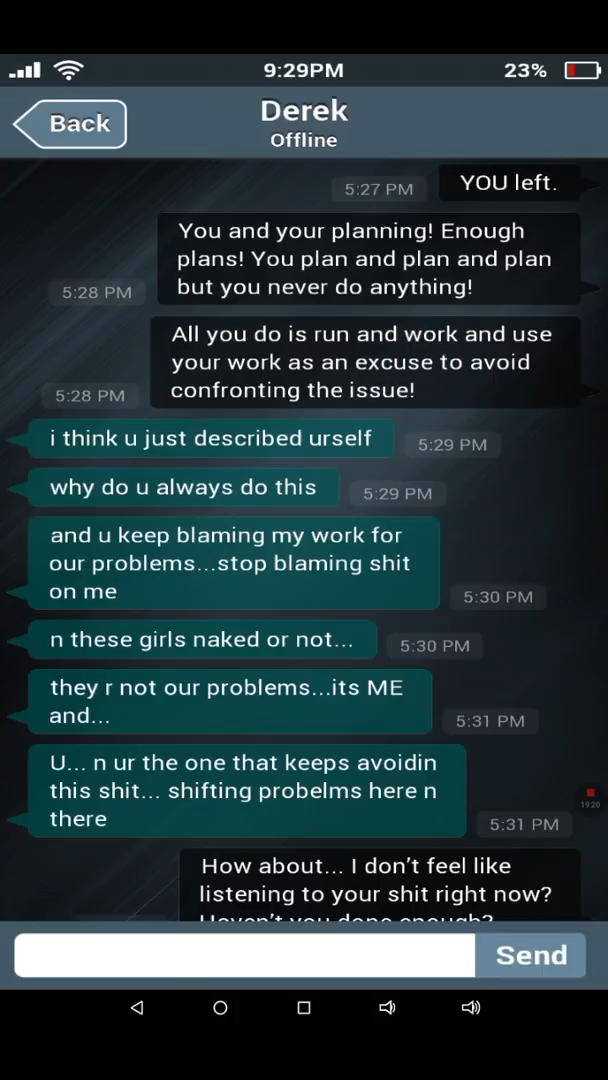 9:29PM
23%
Back
Derek
Offline
YOU left.
5:27 PM
You and your planning! Enough
plans! You plan and plan and plan
but you never do anything!
5:28 PM
All you do is run and work and use
your work as an excuse to avoid
confronting the issue!
5:28 PM
i think u just described urself
5:29 PM
why do u always do this
5:29 PM
and u keep blaming my work for
our problems...stop blaming shit
on me
5:30 PM
n these girls naked or not...
5:30 PM
they r not our problems...its ME
and...
5:31 PM
U... n ur the one that keeps avoidin
this shit... shifting probelms here n
there
5:31 PM
19:20
How about... I don't feel like
listening to your shit right now?
Haven't you done enough?
Send